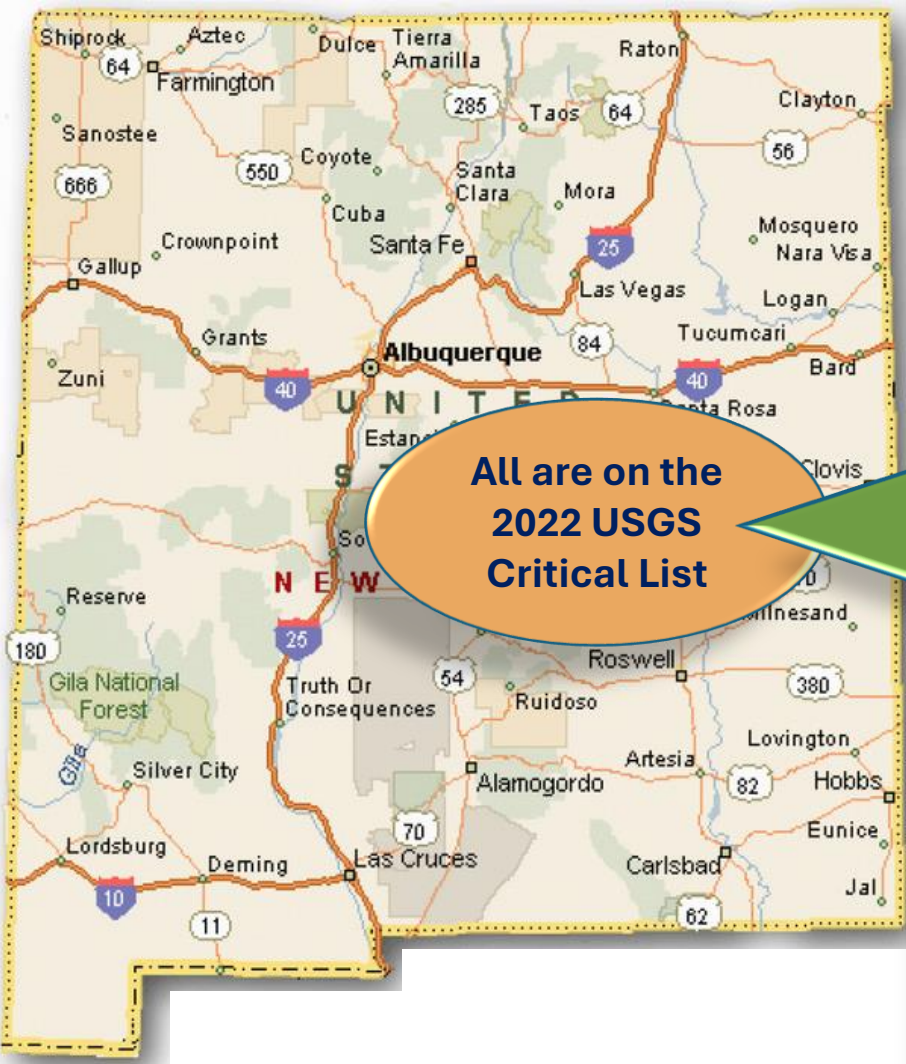 Shiprock
Aztec
Dulce
Tierra
Amarilla
Raton
64
Farmington
285
Taos
64
Clayton
Sanostee
56
550
Coyote
666
Santa
Clara
Mora
Cuba
Mosquero
Crownpoint
Santa Fe
25
Nara Visa
Gallup
Las Vegas
Logan
Grants
84
Tucumcari
Albuquerque
Zuni
40
40
Bard
UNITED
Santa Rosa
All are on the
2022 USGS
Critical List
Clovis
S
So
NEW
Reserve
25
180
Roswell
Gila National
Forest
Truth Or
Consequences
54
Ruidoso
380
Lovington
Gila
Silver City
Alamogordo
Artesia
82
Hobbs
70
Eunice
Lordsburg
Deming
Las Cruces
Carlsbad
10
Jal
11
62